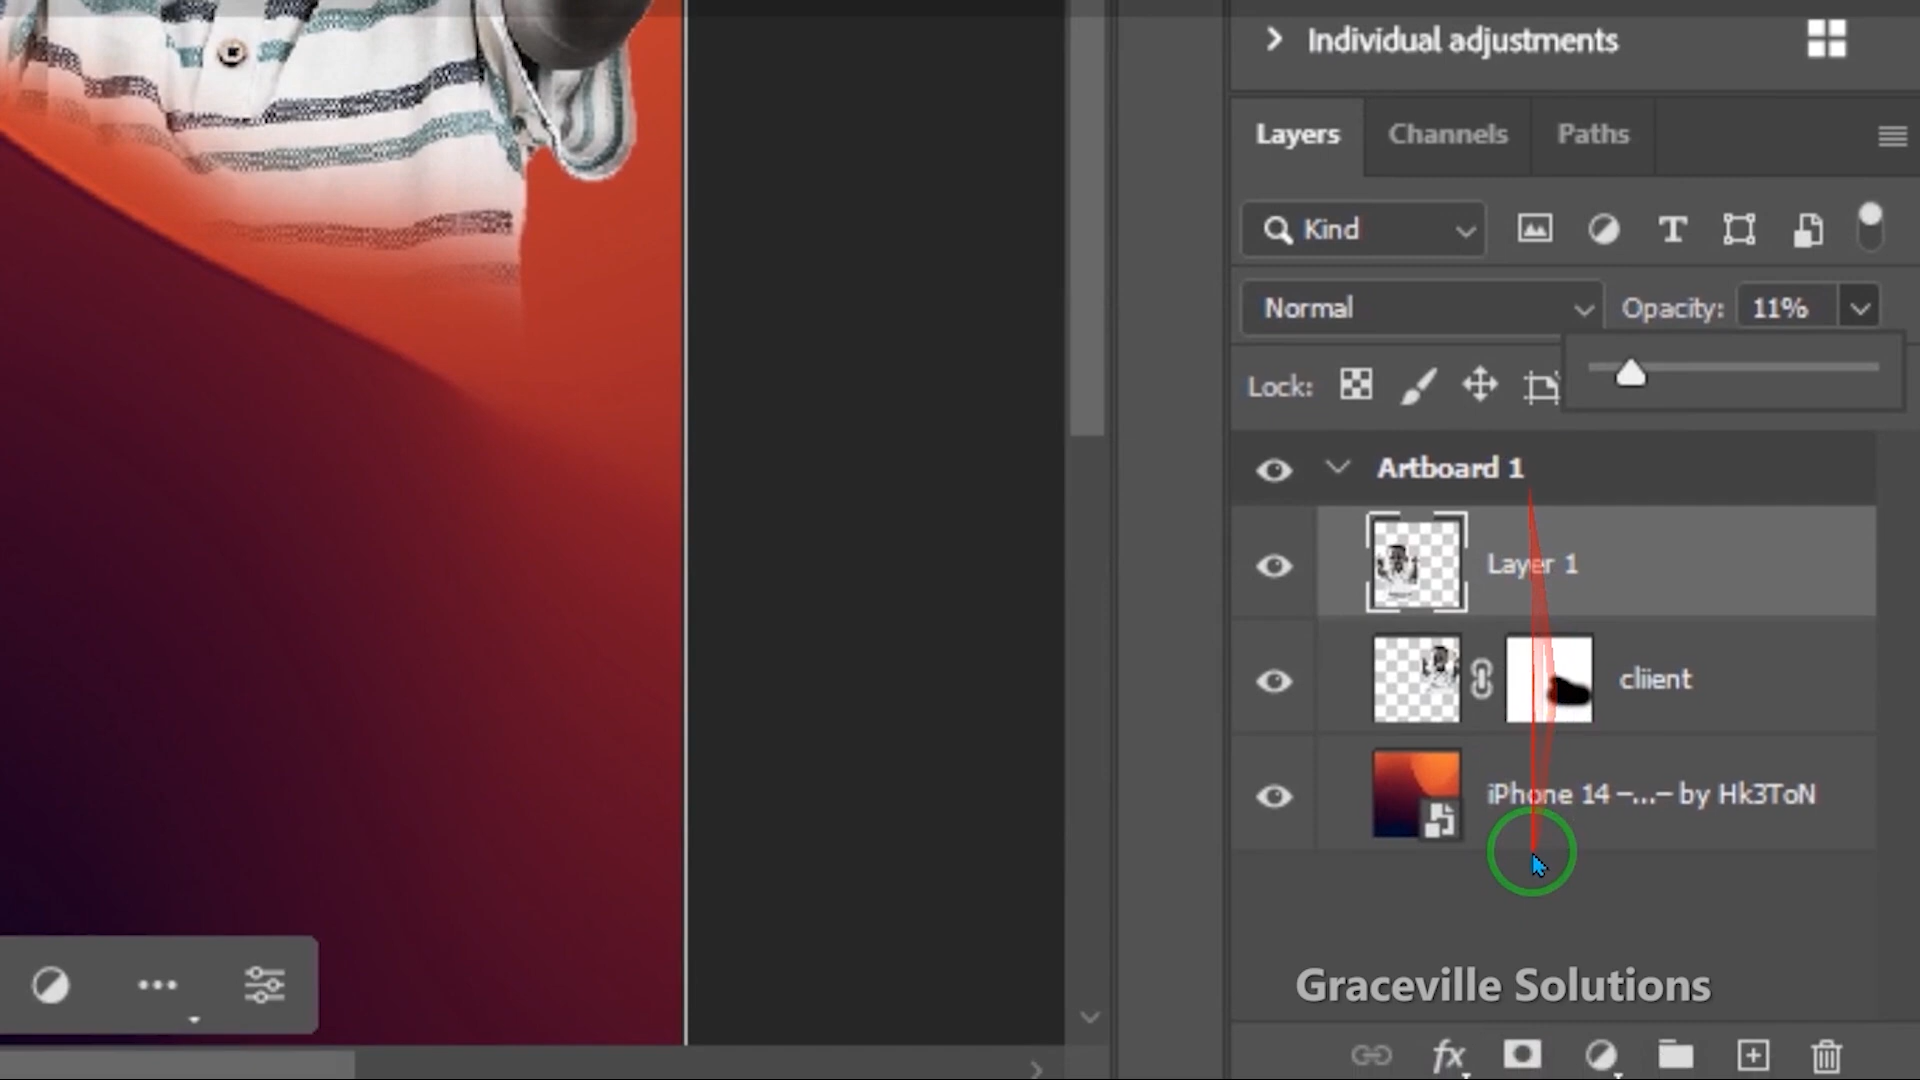 Individual adjustments
Layers Channels Paths
Kind
Normal Opacity: 11%
Lock:
Artboard 1
Layer 1
cliient
iPhone 14 –...– by Hk3ToN
Graceville Solutions
fx